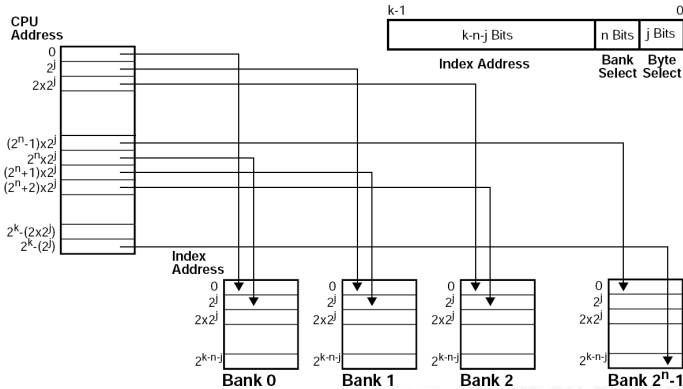 k-1 0
k-n-j Bits n Bits j Bits
Index Address Bank Select Byte Select
CPU Address
0
2^j
2x2^j
(2^n-1)x2^j
2^nx2^j
(2^n+1)x2^j
(2^n+2)x2^j
2^k-(2x2^j)
2^k-(2^j)
Index Address
0 0 0 0
2^j 2^j 2^j 2^j
2x2^j 2x2^j 2x2^j 2x2^j
2^k-n-j 2^k-n-j 2^k-n-j 2^k-n-j
Bank 0 Bank 1 Bank 2 Bank 2^n-1